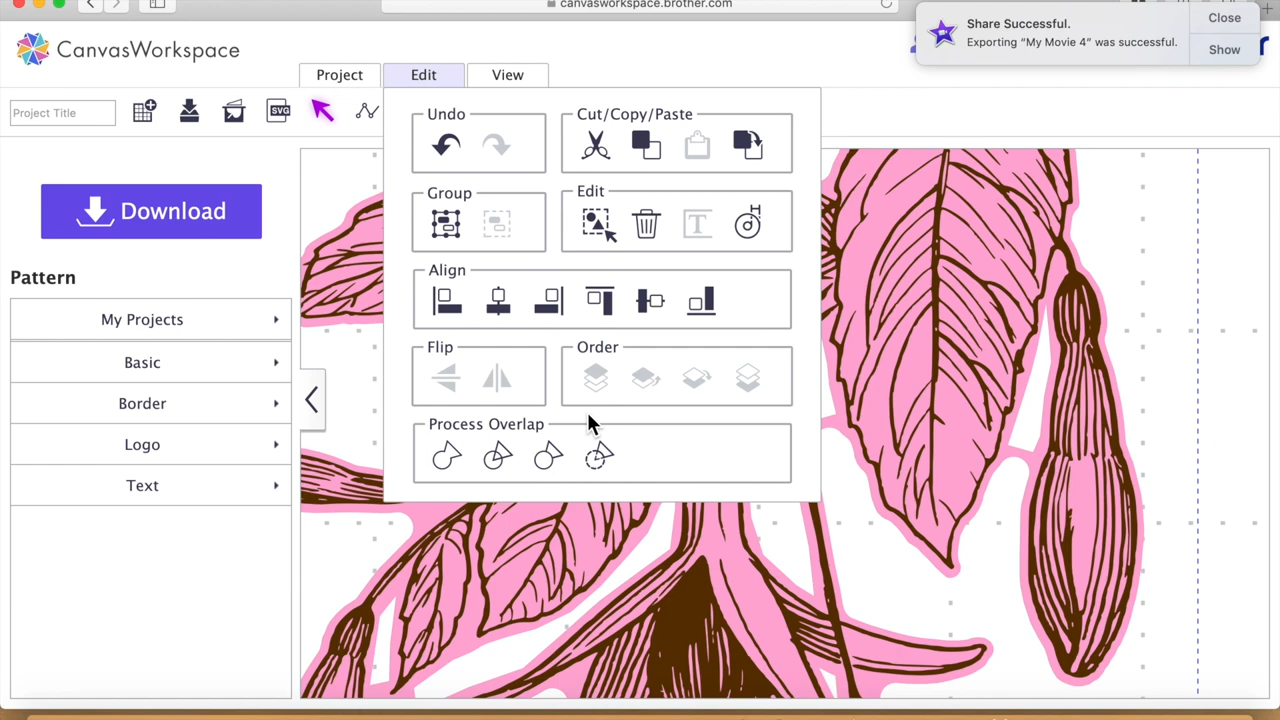 canvasworkspace.brother.com
Share Successful.
Exporting “My Movie 4” was successful.
Close
Show
CanvasWorkspace
Project
Edit
View
Project Title
SVG
Undo
Cut/Copy/Paste
Group
Edit
T
H
Align
Flip
Order
Process Overlap
Download
Pattern
My Projects
Basic
Border
Logo
Text